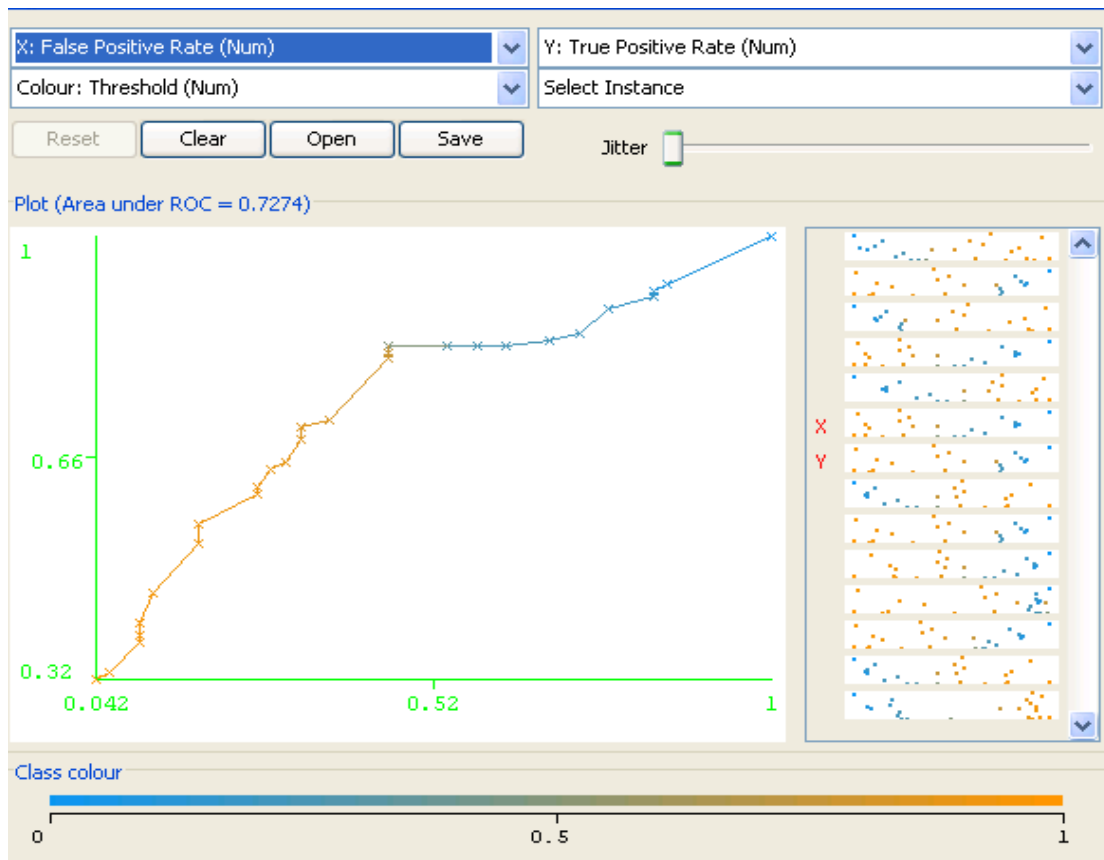 X: False Positive Rate (Num)
Y: True Positive Rate (Num)
Colour: Threshold (Num)
Select Instance
Reset
Clear
Open
Save
Jitter
Plot (Area under ROC = 0.7274)
1
0.66
0.32
0.042
0.52
1
X
Y
Class colour
0
0.5
1